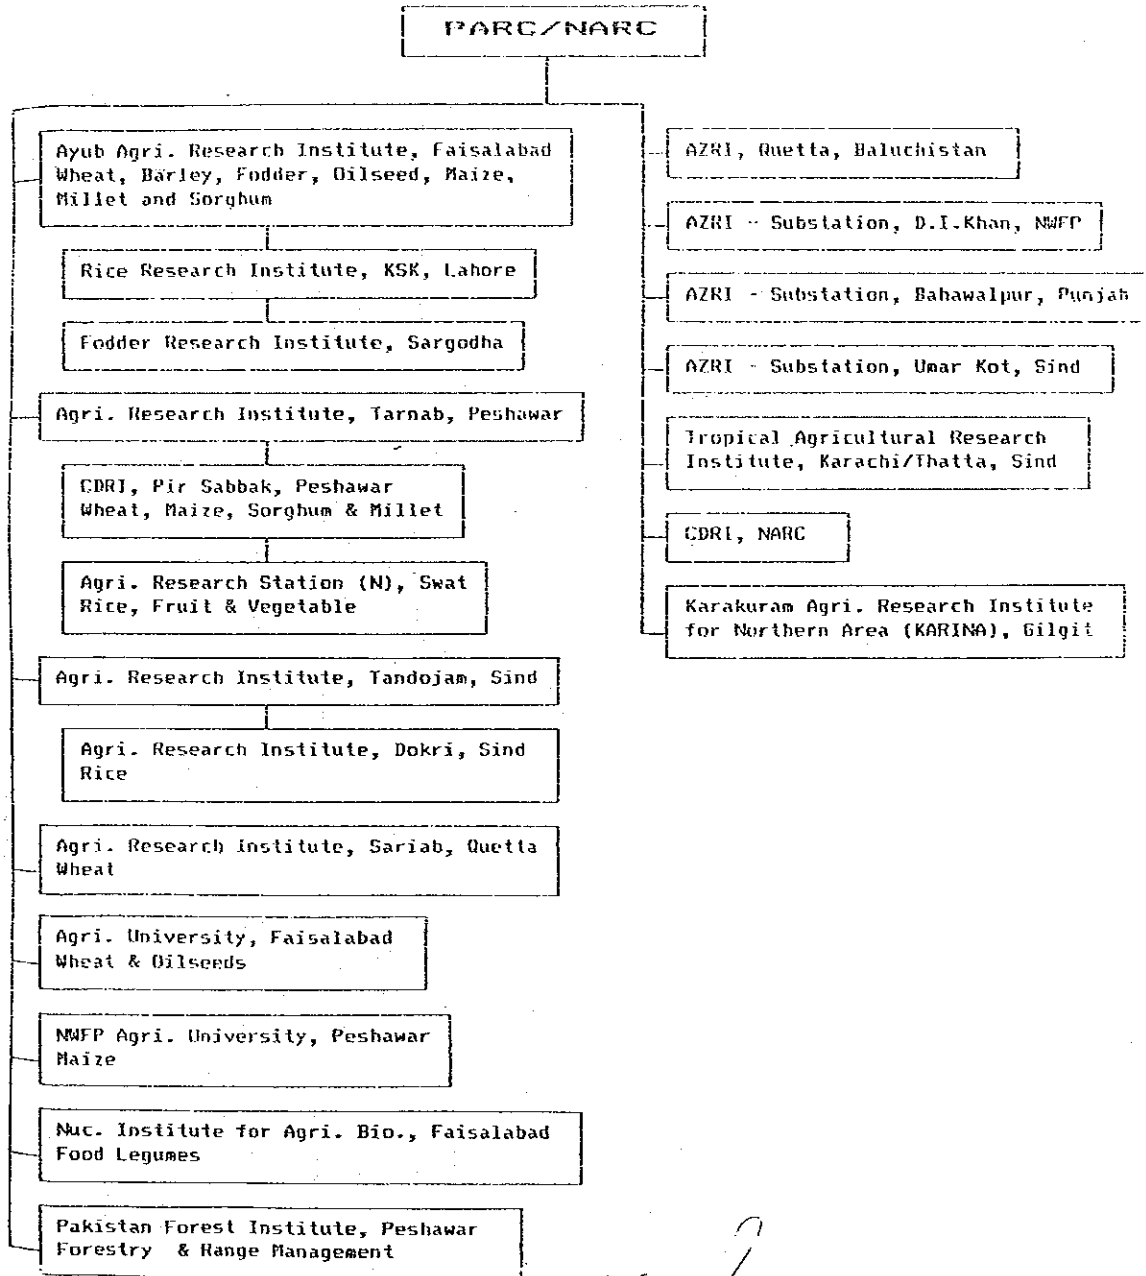 PARC/NARC
Ayub Agri. Research Institute, Faisalabad
Wheat, Barley, Fodder, Oilseed, Maize,
Millet and Sorghum
Rice Research Institute, KSK, Lahore
Fodder Research Institute, Sargodha
Agri. Research Institute, Tarnab, Peshawar
CDRI, Pir Sabbak, Peshawar
Wheat, Maize, Sorghum & Millet
Agri. Research Station (N), Swat
Rice, Fruit & Vegetable
Agri. Research Institute, Tandojam, Sind
Agri. Research Institute, Dokri, Sind
Rice
Agri. Research Institute, Sariab, Quetta
Wheat
Agri. University, Faisalabad
Wheat & Oilseeds
NWFP Agri. University, Peshawar
Maize
Nuc. Institute for Agri. Bio., Faisalabad
Food Legumes
Pakistan Forest Institute, Peshawar
Forestry & Range Management
AZRI, Quetta, Baluchistan
AZRI - Substation, D.I.Khan, NWFP
AZRI - Substation, Bahawalpur, Punjab
AZRI - Substation, Umar Kot, Sind
Tropical Agricultural Research
Institute, Karachi/Thatta, Sind
CDRI, NARC
Karakuram Agri. Research Institute
for Northern Area (KARINA), Gilgit